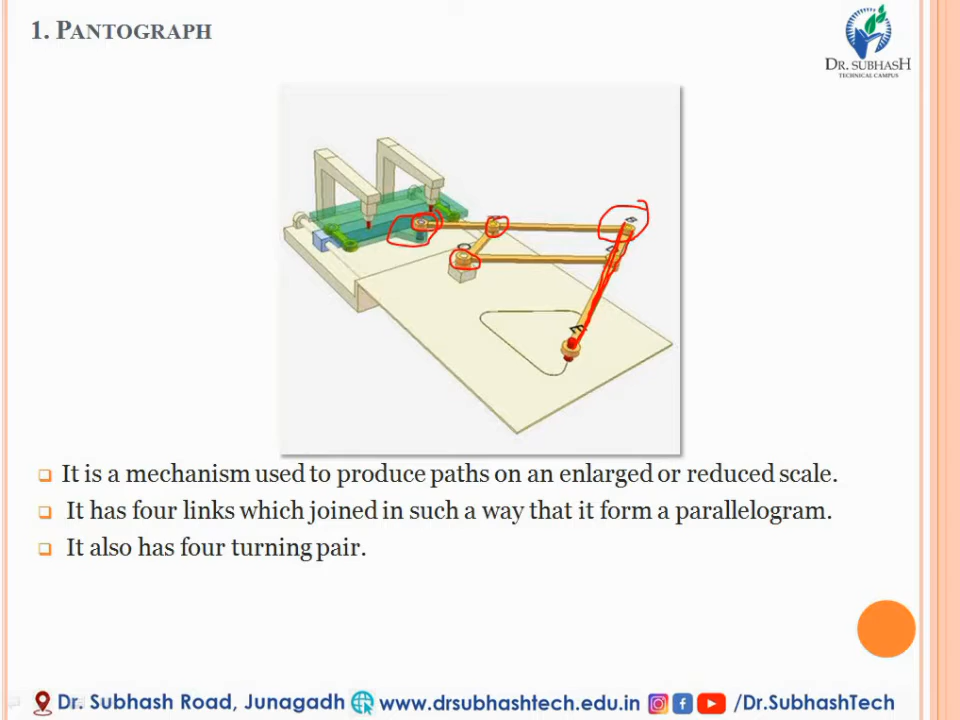 1. PANTOGRAPH
DR. SUBHASH
TECHNICAL CAMPUS
B
E
It is a mechanism used to produce paths on an enlarged or reduced scale.
It has four links which joined in such a way that it form a parallelogram.
It also has four turning pair.
Dr. Subhash Road, Junagadh www.drsubhashtech.edu.in /Dr.SubhashTech